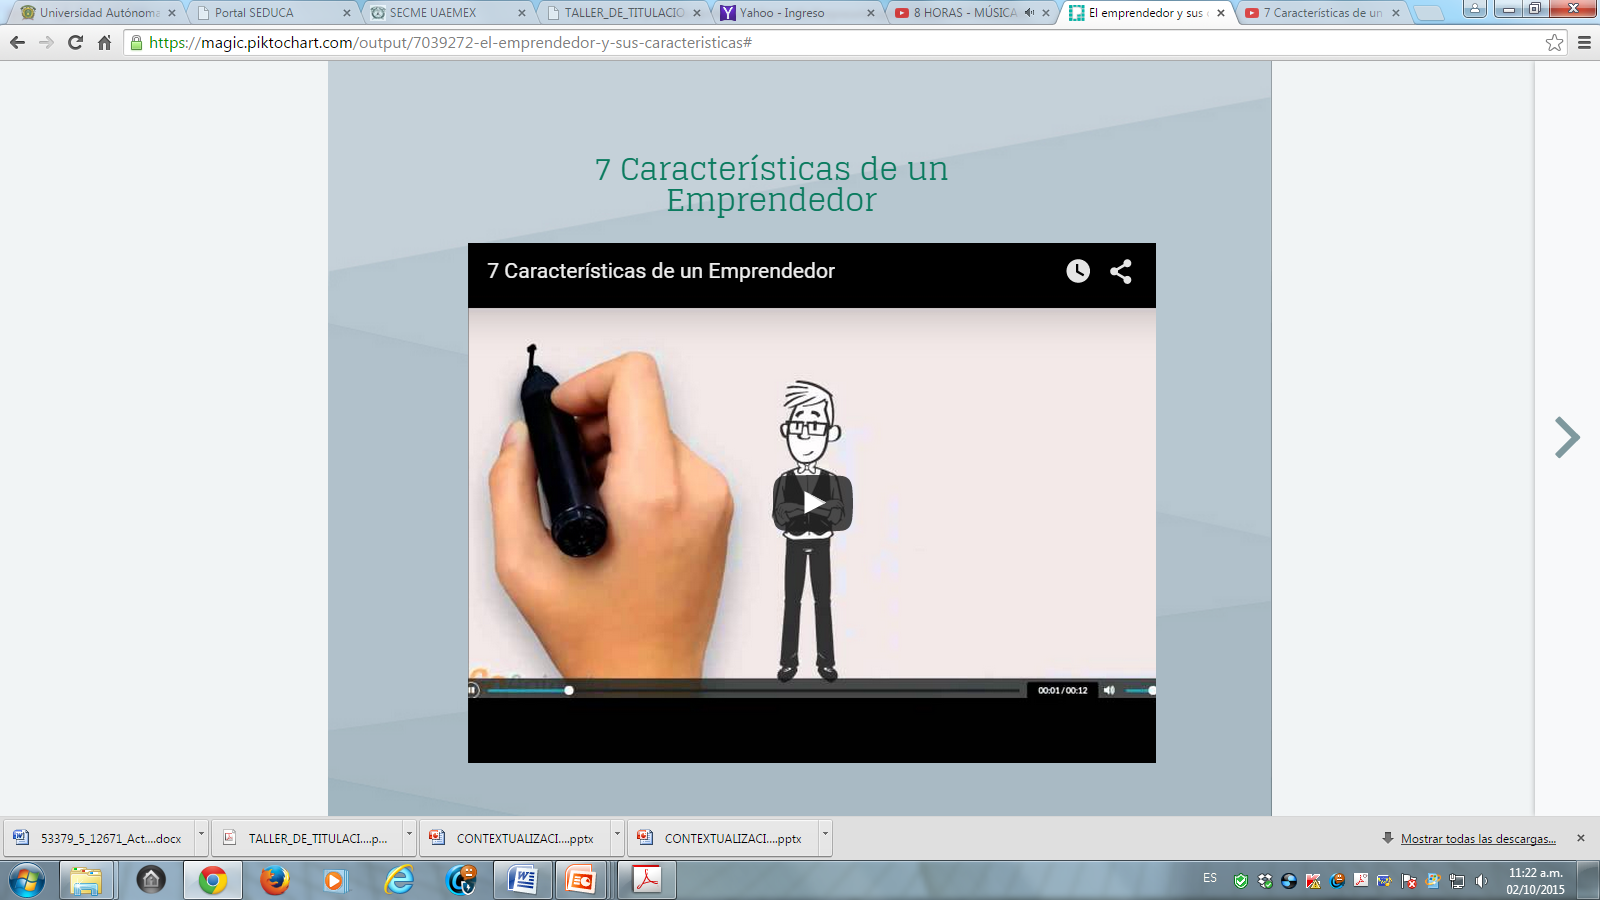 Universidad Autónoma
Portal SEDUCA
SECME UAEMEX
TALLER_DE_TITULACIO
Yahoo - Ingreso
8 HORAS - MÚSICA
El emprendedor y sus
7 Características de un
https://magic.piktochart.com/output/7039272-el-emprendedor-y-sus-caracteristicas#
7 Características de un
Emprendedor
7 Características de un Emprendedor
00:01 / 00:12
53379_5_12671_Act....docx
TALLER_DE_TITULACI....p...
CONTEXTUALIZACI....pptx
CONTEXTUALIZACI....pptx
Mostrar todas las descargas...
ES
11:22 a.m.
02/10/2015